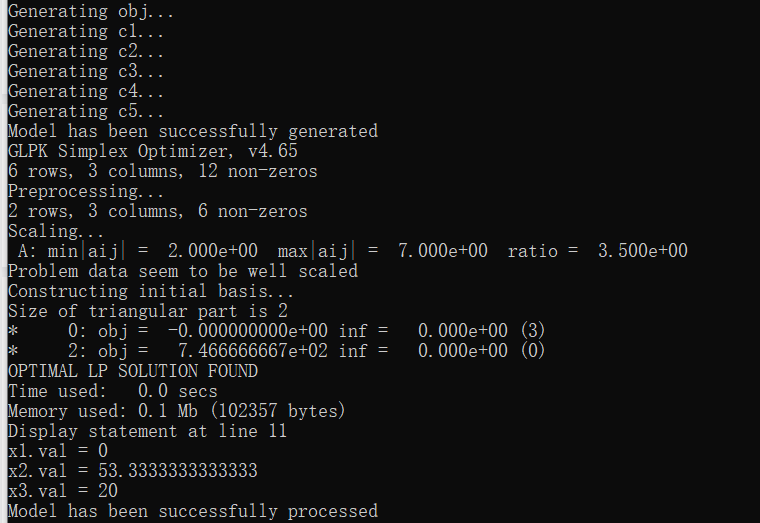 Generating obj...
Generating c1...
Generating c2...
Generating c3...
Generating c4...
Generating c5...
Model has been successfully generated
GLPK Simplex Optimizer, v4.65
6 rows, 3 columns, 12 non-zeros
Preprocessing...
2 rows, 3 columns, 6 non-zeros
Scaling...
 A: min|aij| =  2.000e+00  max|aij| =  7.000e+00  ratio =  3.500e+00
Problem data seem to be well scaled
Constructing initial basis...
Size of triangular part is 2
*     0: obj =  -0.000000000e+00 inf =   0.000e+00 (3)
*     2: obj =   7.466666667e+02 inf =   0.000e+00 (0)
OPTIMAL LP SOLUTION FOUND
Time used:   0.0 secs
Memory used: 0.1 Mb (102357 bytes)
Display statement at line 11
x1.val = 0
x2.val = 53.3333333333333
x3.val = 20
Model has been successfully processed